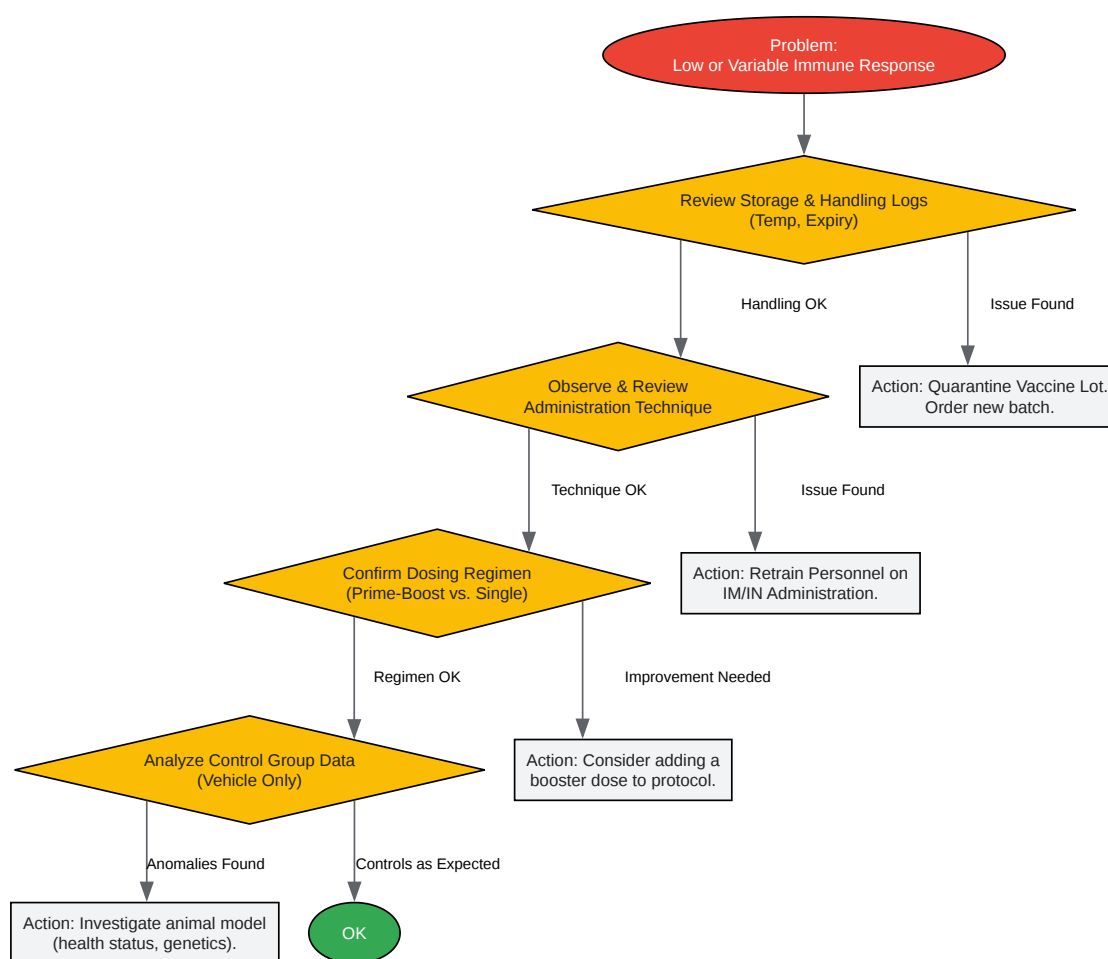 Problem:
Low or Variable Immune Response
Review Storage & Handling Logs
(Temp, Expiry)
Handling OK
Issue Found
Observe & Review
Administration Technique
Action: Quarantine Vaccine Lot.
Order new batch.
Technique OK
Issue Found
Confirm Dosing Regimen
(Prime-Boost vs. Single)
Action: Retrain Personnel on
IM/IN Administration.
Regimen OK
Improvement Needed
Analyze Control Group Data
(Vehicle Only)
Action: Consider adding a
booster dose to protocol.
Anomalies Found
Controls as Expected
Action: Investigate animal model
(health status, genetics).
OK